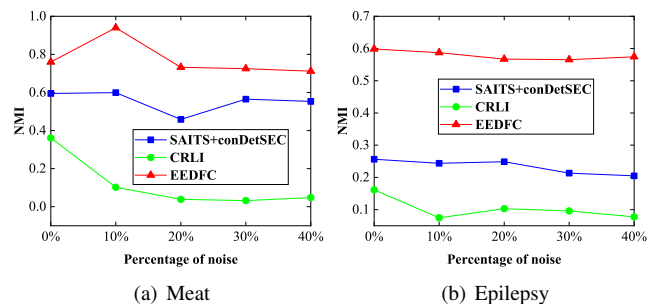 1.0
0.8
0.6
0.4
0.2
0.0
NMI
SAITS+conDetSEC
CRLI
EEDFC
0% 10% 20% 30% 40%
Percentage of noise
(a) Meat
0.7
0.6
0.5
0.4
0.3
0.2
0.1
NMI
SAITS+conDetSEC
CRLI
EEDFC
0% 10% 20% 30% 40%
Percentage of noise
(b) Epilepsy